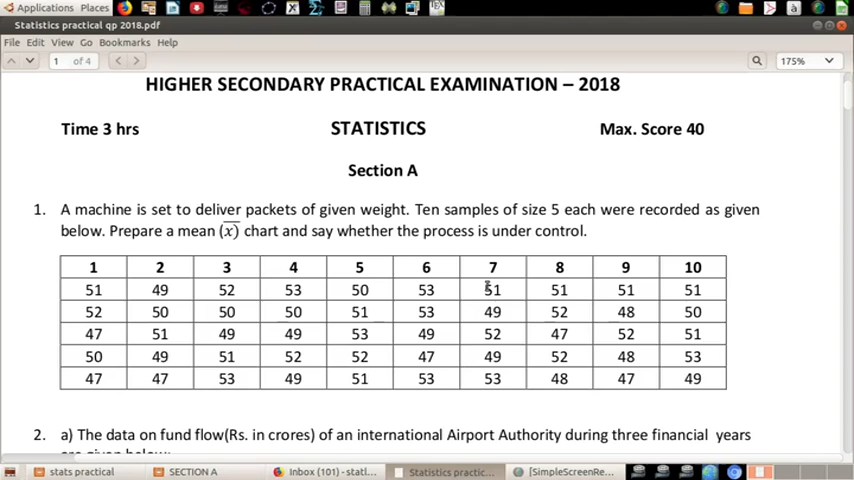 Applications Places
Statistics practical qp 2018.pdf
File Edit View Go Bookmarks Help
1 of 4 175%
HIGHER SECONDARY PRACTICAL EXAMINATION – 2018
Time 3 hrs STATISTICS Max. Score 40
Section A
1. A machine is set to deliver packets of given weight. Ten samples of size 5 each were recorded as given
below. Prepare a mean (x̅) chart and say whether the process is under control.
1 2 3 4 5 6 7 8 9 10
51 49 52 53 50 53 51 51 51 51
52 50 50 50 51 53 49 52 48 50
47 51 49 49 53 49 52 47 52 51
50 49 51 52 52 47 49 52 48 53
47 47 53 49 51 53 53 48 47 49
2. a) The data on fund flow(Rs. in crores) of an international Airport Authority during three financial years
are given below:
stats practical SECTION A Inbox (101) - statl... Statistics practic... [SimpleScreenRe...